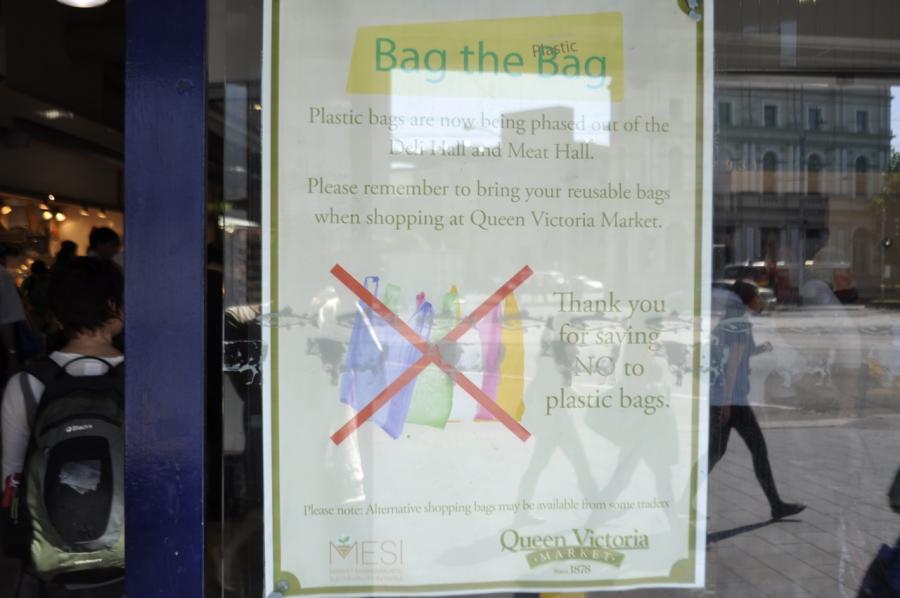 Bag the Plastic Bag
Plastic bags are now being phased out of the
Deli Hall and Meat Hall.
Please remember to bring your reusable bags
when shopping at Queen Victoria Market.
Thank you
for saving
NO to
plastic bags.
Please note: Alternative shopping bags may be available from some traders
MESI
Queen Victoria
MARKET
Since 1878